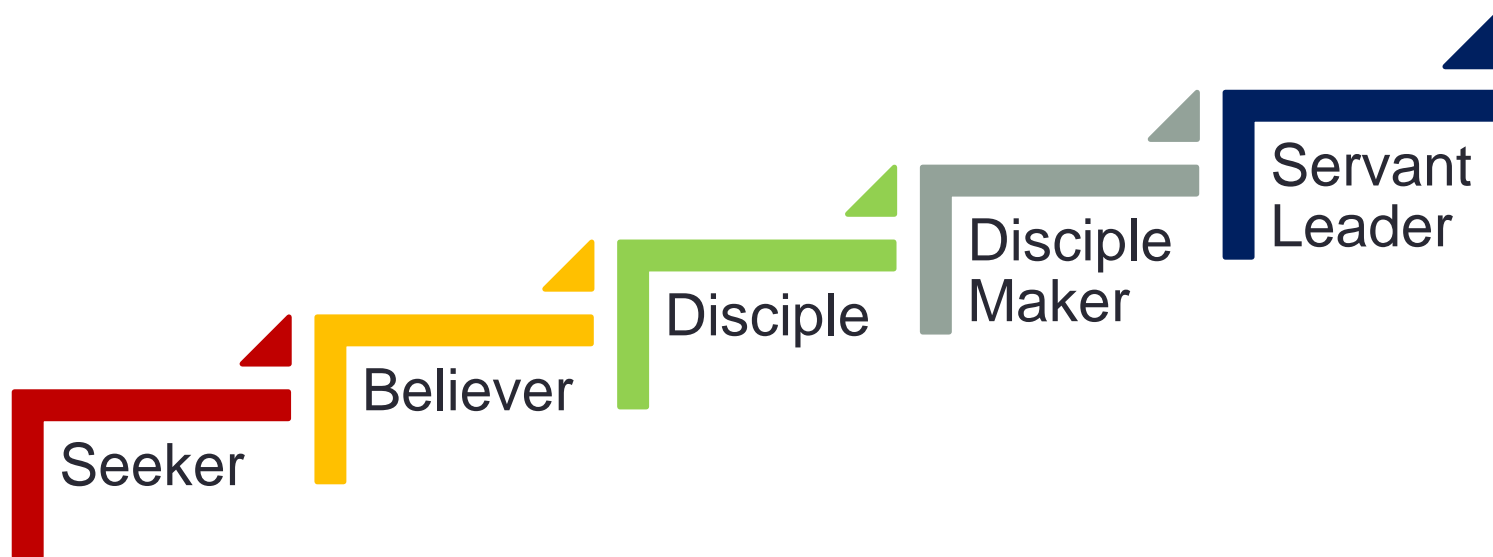 Seeker
Believer
Disciple
Disciple
Maker
Servant
Leader